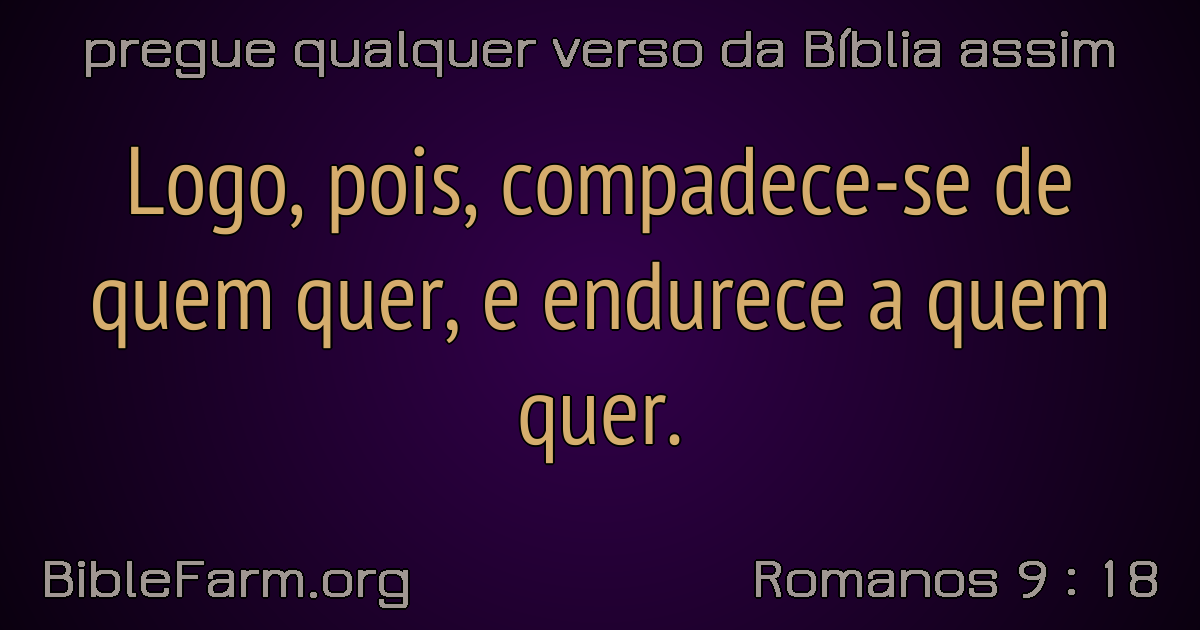 pregue qualquer verso da Bíblia assim
Logo, pois, compadece-se de
quem quer, e endurece a quem
quer.
BibleFarm.org
Romanos 9 : 18